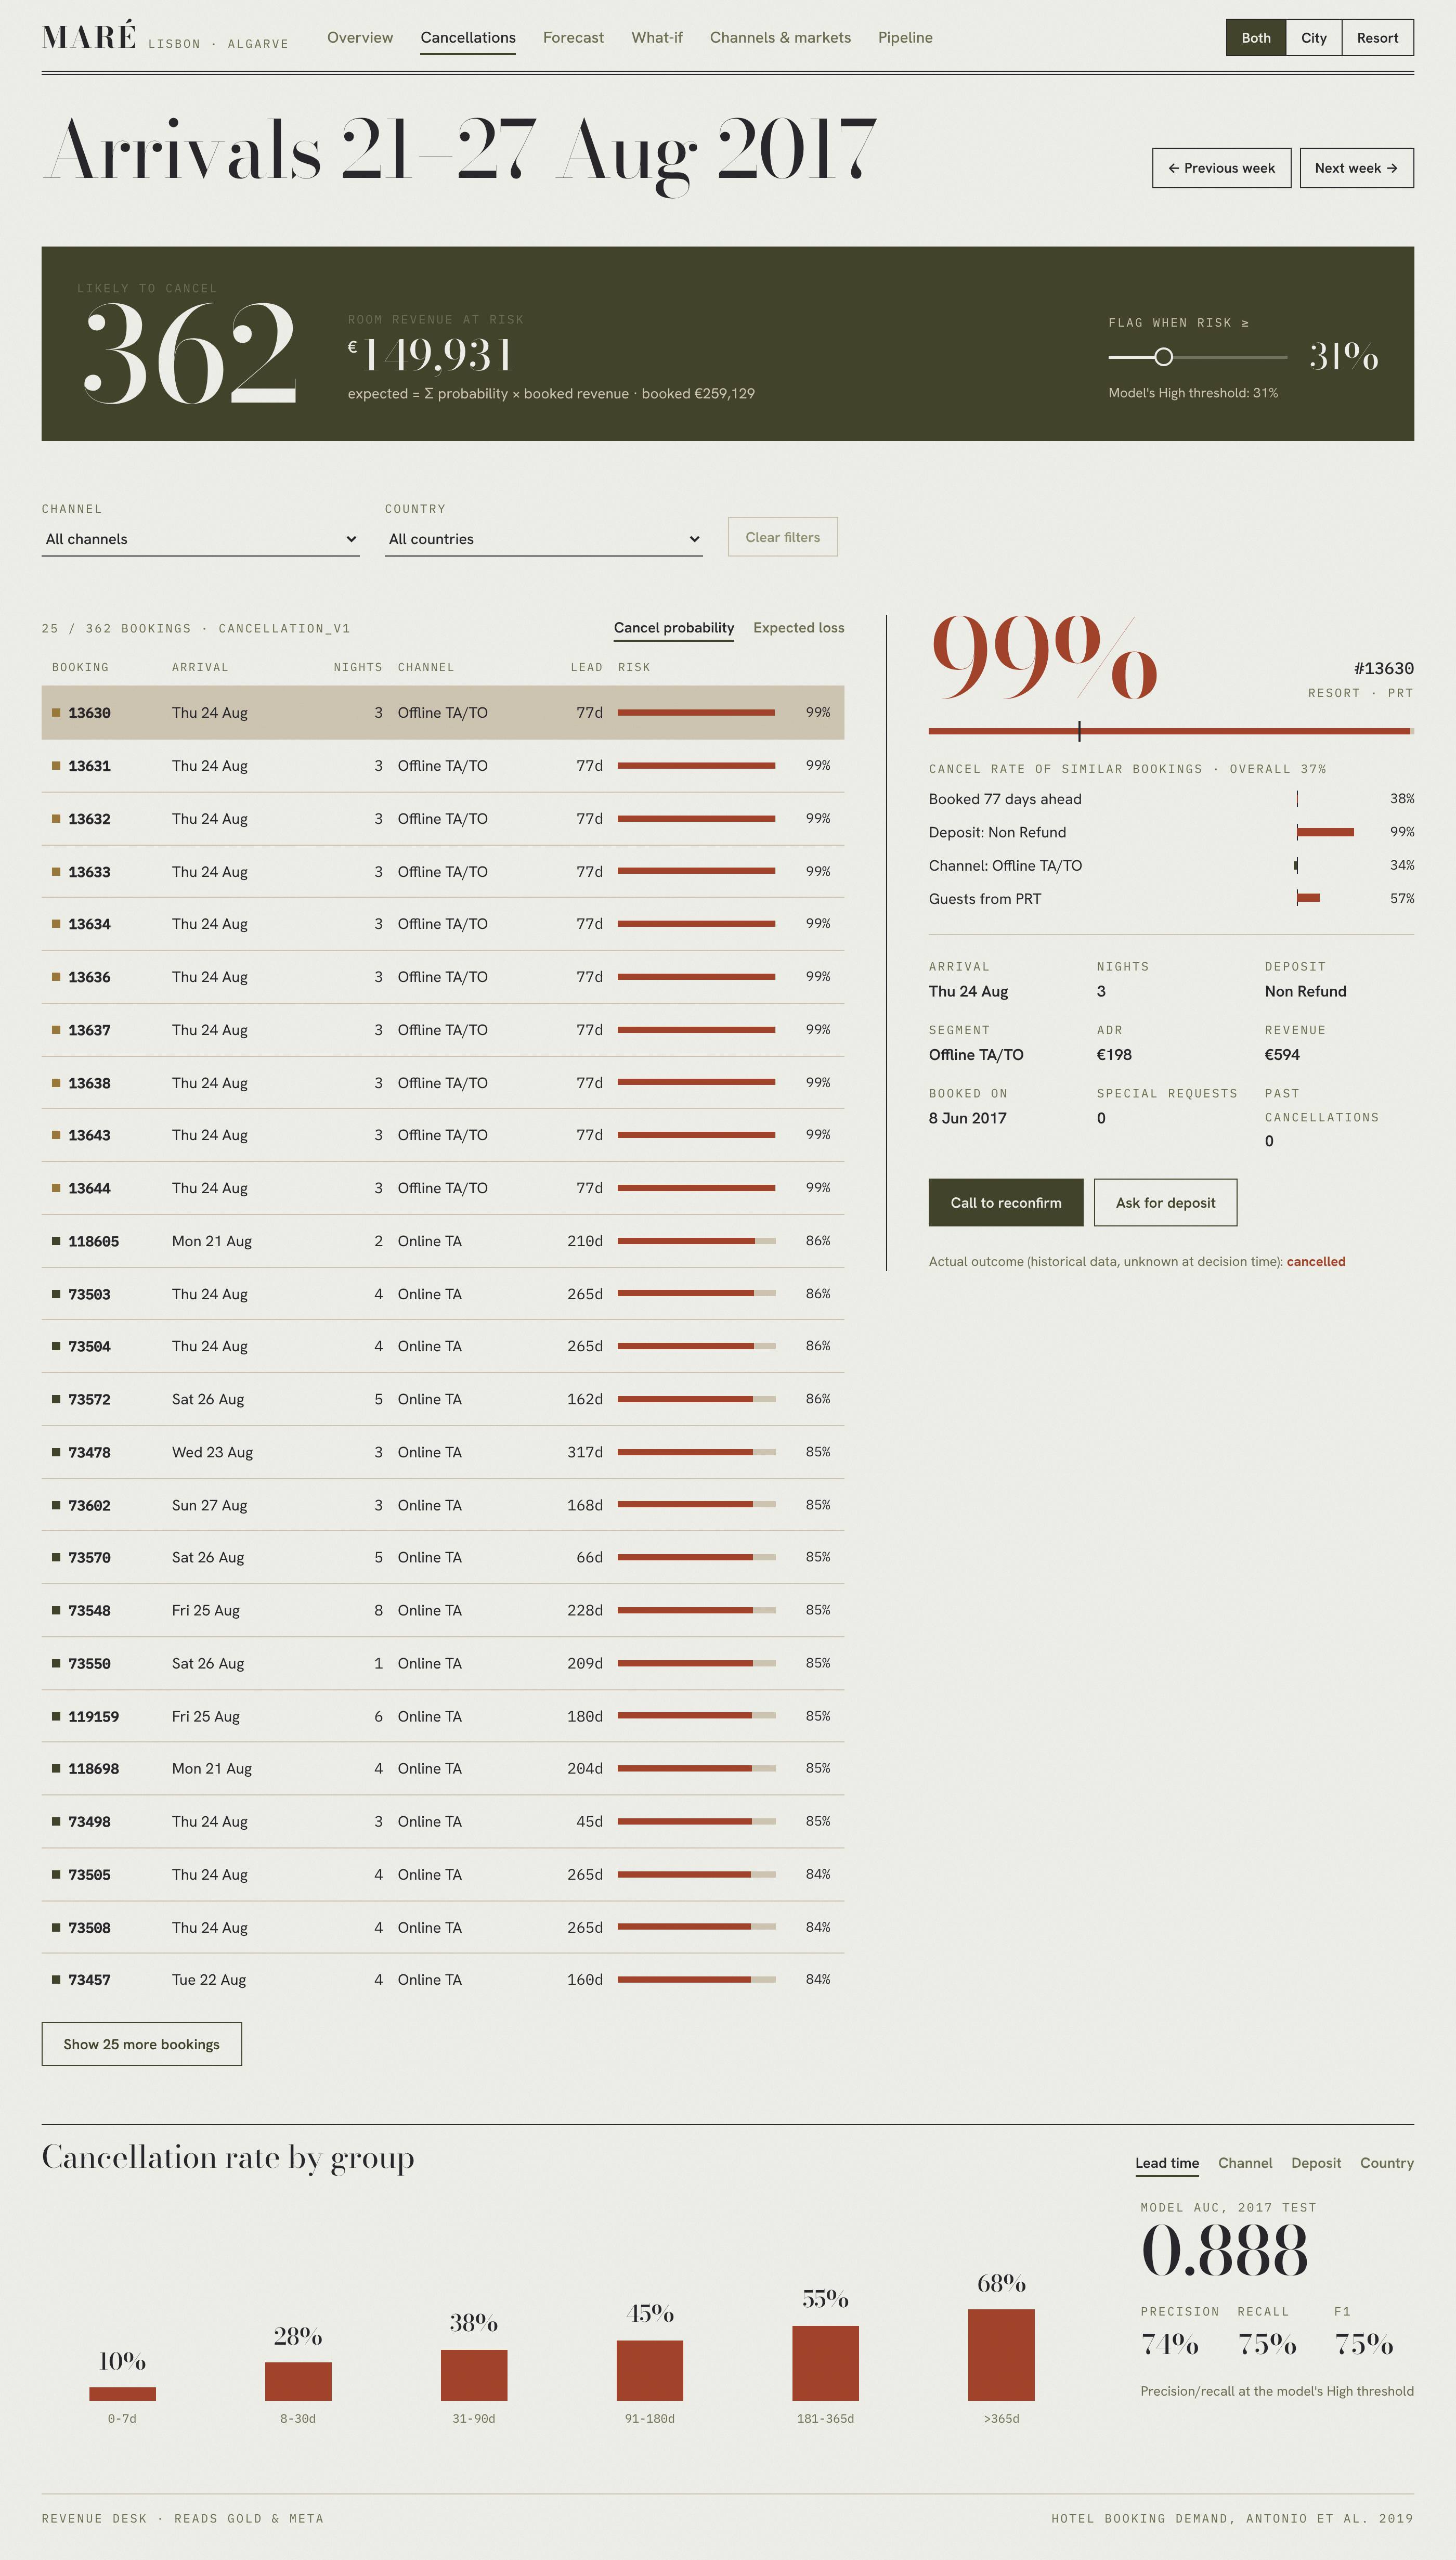 MARÉ LISBON · ALGARVE Overview Cancellations Forecast What-if Channels & markets Pipeline Both City Resort
Arrivals 21–27 Aug 2017
← Previous week Next week →
LIKELY TO CANCEL
362
ROOM REVENUE AT RISK
€149,931
expected = Σ probability × booked revenue · booked €259,129
FLAG WHEN RISK ≥
31%
Model's High threshold: 31%
CHANNEL
All channels
COUNTRY
All countries
Clear filters
25 / 362 BOOKINGS · CANCELLATION_V1 Cancel probability Expected loss
BOOKING ARRIVAL NIGHTS CHANNEL LEAD RISK
13630 Thu 24 Aug 3 Offline TA/TO 77d 99%
13631 Thu 24 Aug 3 Offline TA/TO 77d 99%
13632 Thu 24 Aug 3 Offline TA/TO 77d 99%
13633 Thu 24 Aug 3 Offline TA/TO 77d 99%
13634 Thu 24 Aug 3 Offline TA/TO 77d 99%
13636 Thu 24 Aug 3 Offline TA/TO 77d 99%
13637 Thu 24 Aug 3 Offline TA/TO 77d 99%
13638 Thu 24 Aug 3 Offline TA/TO 77d 99%
13643 Thu 24 Aug 3 Offline TA/TO 77d 99%
13644 Thu 24 Aug 3 Offline TA/TO 77d 99%
118605 Mon 21 Aug 2 Online TA 210d 86%
73503 Thu 24 Aug 4 Online TA 265d 86%
73504 Thu 24 Aug 4 Online TA 265d 86%
73572 Sat 26 Aug 5 Online TA 162d 86%
73478 Wed 23 Aug 3 Online TA 317d 85%
73602 Sun 27 Aug 3 Online TA 168d 85%
73570 Sat 26 Aug 5 Online TA 66d 85%
73548 Fri 25 Aug 8 Online TA 228d 85%
73550 Sat 26 Aug 1 Online TA 209d 85%
119159 Fri 25 Aug 6 Online TA 180d 85%
118698 Mon 21 Aug 4 Online TA 204d 85%
73498 Thu 24 Aug 3 Online TA 45d 85%
73505 Thu 24 Aug 4 Online TA 265d 84%
73508 Thu 24 Aug 4 Online TA 265d 84%
73457 Tue 22 Aug 4 Online TA 160d 84%
Show 25 more bookings
99%
#13630
RESORT · PRT
CANCEL RATE OF SIMILAR BOOKINGS · OVERALL 37%
Booked 77 days ahead 38%
Deposit: Non Refund 99%
Channel: Offline TA/TO 34%
Guests from PRT 57%
ARRIVAL NIGHTS DEPOSIT
Thu 24 Aug 3 Non Refund
SEGMENT ADR REVENUE
Offline TA/TO €198 €594
BOOKED ON SPECIAL REQUESTS PAST
CANCELLATIONS
8 Jun 2017 0 0
Call to reconfirm Ask for deposit
Actual outcome (historical data, unknown at decision time): cancelled
Cancellation rate by group
Lead time Channel Deposit Country
10% 28% 38% 45% 55% 68%
0-7d 8-30d 31-90d 91-180d 181-365d >365d
MODEL AUC, 2017 TEST
0.888
PRECISION RECALL F1
74% 75% 75%
Precision/recall at the model's High threshold
REVENUE DESK · READS GOLD & META HOTEL BOOKING DEMAND, ANTONIO ET AL. 2019